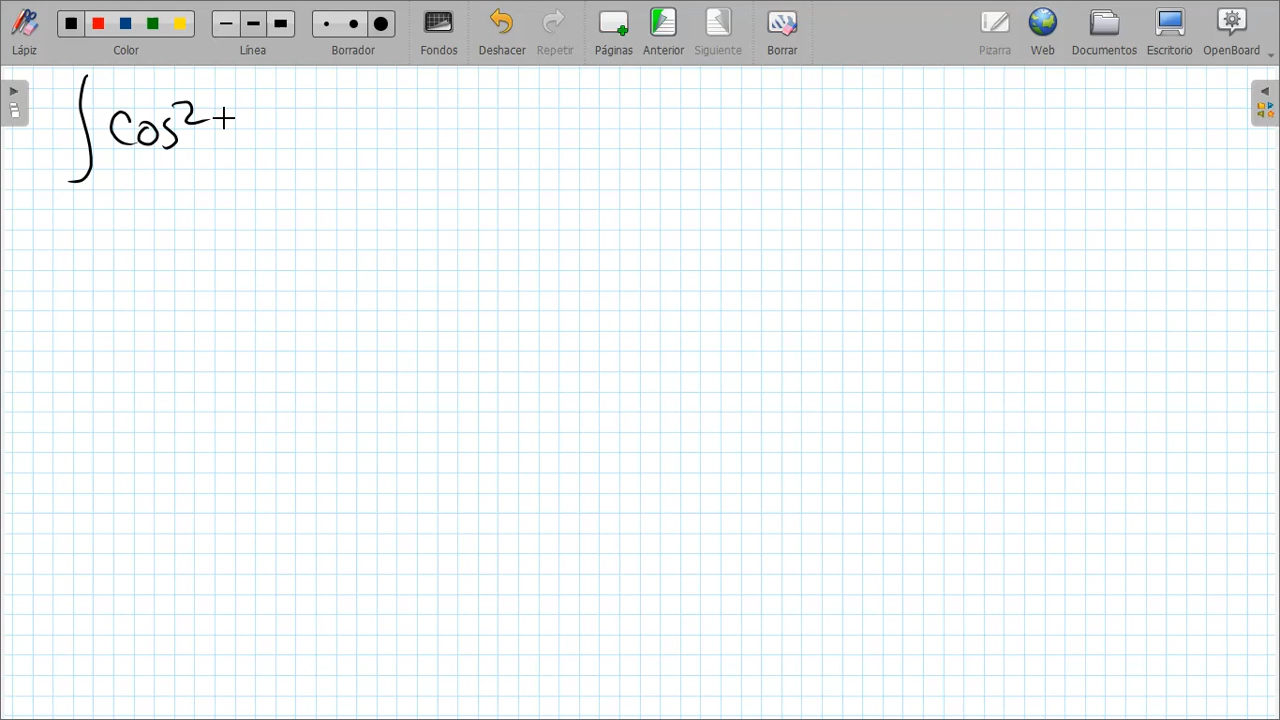 Lápiz Color Línea Borrador Fondos Deshacer Repetir Páginas Anterior Siguiente Borrar Pizarra Web Documentos Escritorio OpenBoard
∫ cos²